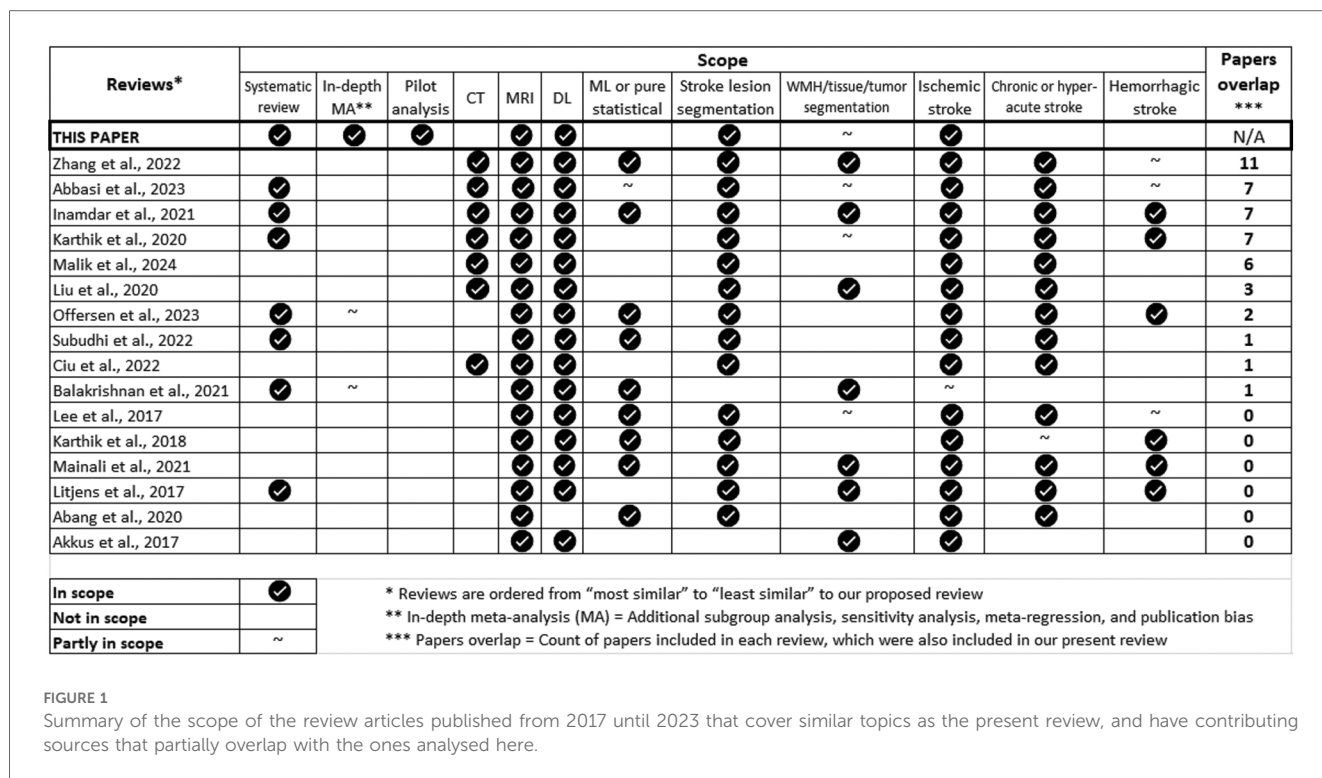 Reviews*
Scope
Papers overlap ***
Systematic review
In-depth MA**
Pilot analysis
CT
MRI
DL
ML or pure statistical
Stroke lesion segmentation
WMH/tissue/tumor segmentation
Ischemic stroke
Chronic or hyper-acute stroke
Hemorrhagic stroke
THIS PAPER ✓ ✓ ✓ ✓ ✓ ✓ ~ ✓ N/A
Zhang et al., 2022 ✓ ✓ ✓ ✓ ✓ ✓ ✓ ✓ ~ 11
Abbasi et al., 2023 ✓ ✓ ✓ ✓ ~ ✓ ~ ✓ ✓ ~ 7
Inamdar et al., 2021 ✓ ✓ ✓ ✓ ✓ ✓ ✓ ✓ ✓ ✓ 7
Karthik et al., 2020 ✓ ✓ ✓ ✓ ✓ ~ ✓ ✓ ✓ 7
Malik et al., 2024 ✓ ✓ ✓ ✓ ✓ ✓ 6
Liu et al., 2020 ✓ ✓ ✓ ✓ ✓ ✓ ✓ 3
Offersen et al., 2023 ✓ ~ ✓ ✓ ✓ ✓ ✓ ✓ ✓ 2
Subudhi et al., 2022 ✓ ✓ ✓ ✓ ✓ ✓ ✓ 1
Ciu et al., 2022 ✓ ✓ ✓ ✓ ✓ ✓ 1
Balakrishnan et al., 2021 ✓ ~ ✓ ✓ ✓ ✓ ~ 1
Lee et al., 2017 ✓ ✓ ✓ ✓ ~ ✓ ✓ ~ 0
Karthik et al., 2018 ✓ ✓ ✓ ✓ ✓ ~ ✓ 0
Mainali et al., 2021 ✓ ✓ ✓ ✓ ✓ ✓ ✓ ✓ 0
Litjens et al., 2017 ✓ ✓ ✓ ✓ ✓ ✓ ✓ ✓ 0
Abang et al., 2020 ✓ ✓ ✓ ✓ ✓ 0
Akkus et al., 2017 ✓ ✓ ✓ ✓ 0
In scope ✓
Not in scope
Partly in scope ~
* Reviews are ordered from “most similar” to “least similar” to our proposed review
** In-depth meta-analysis (MA) = Additional subgroup analysis, sensitivity analysis, meta-regression, and publication bias
*** Papers overlap = Count of papers included in each review, which were also included in our present review
FIGURE 1
Summary of the scope of the review articles published from 2017 until 2023 that cover similar topics as the present review, and have contributing
sources that partially overlap with the ones analysed here.